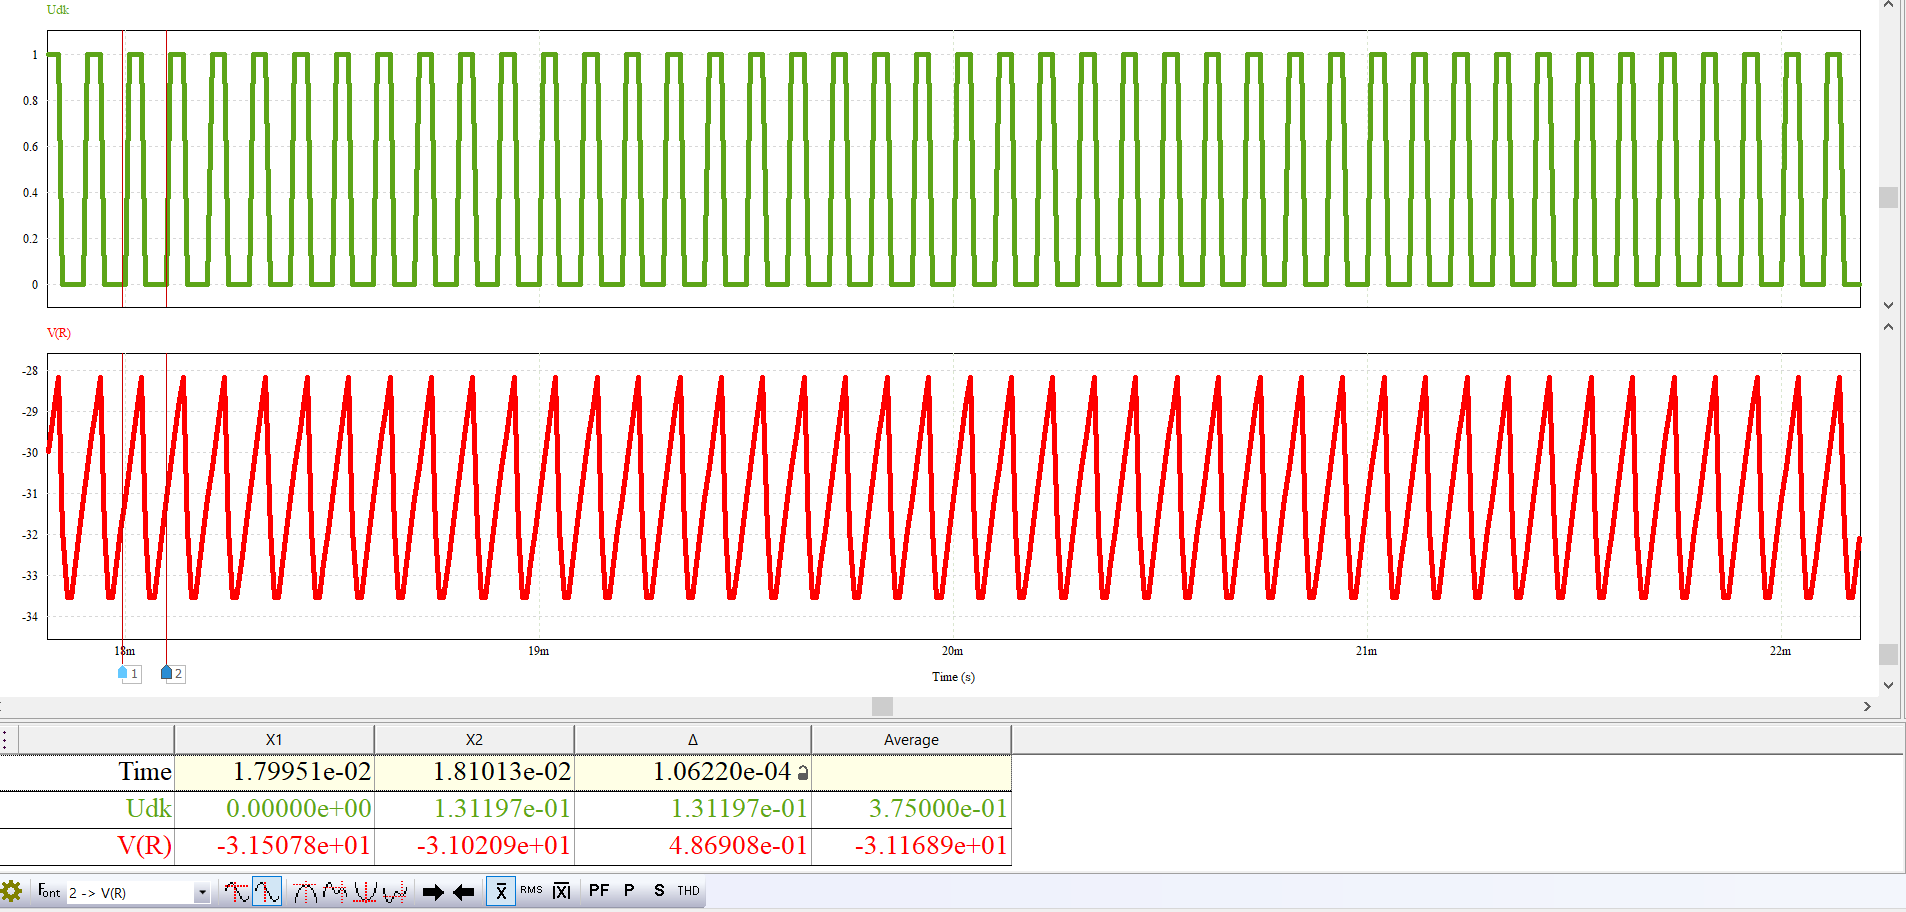 Udk
1
0.8
0.6
0.4
0.2
0
V(R)
-28
-29
-30
-31
-32
-33
-34
18m 19m 20m 21m 22m
1 2
Time (s)
X1 X2 Δ Average
Time 1.79951e-02 1.81013e-02 1.06220e-04
Udk 0.00000e+00 1.31197e-01 1.31197e-01 3.75000e-01
V(R) -3.15078e+01 -3.10209e+01 4.86908e-01 -3.11689e+01
Font 2 -> V(R) x̄ RMS |X| PF P S THD